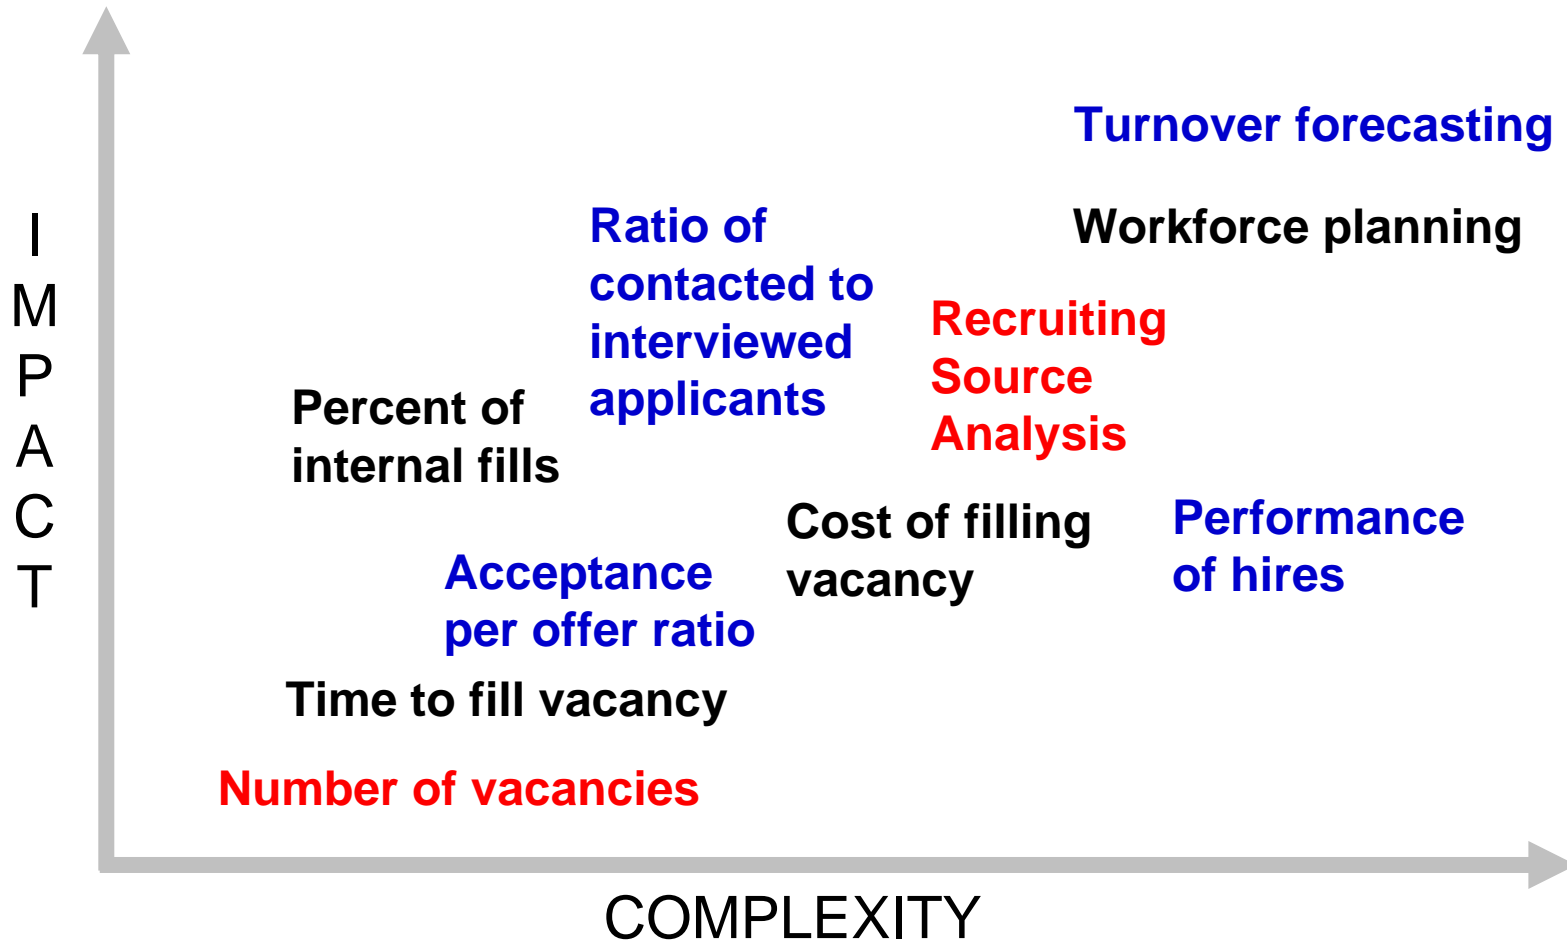 I
M
P
A
C
T
Turnover forecasting
Workforce planning
Ratio of
contacted to
interviewed
applicants
Recruiting
Source
Analysis
Percent of
internal fills
Cost of filling
vacancy
Performance
of hires
Acceptance
per offer ratio
Time to fill vacancy
Number of vacancies
COMPLEXITY